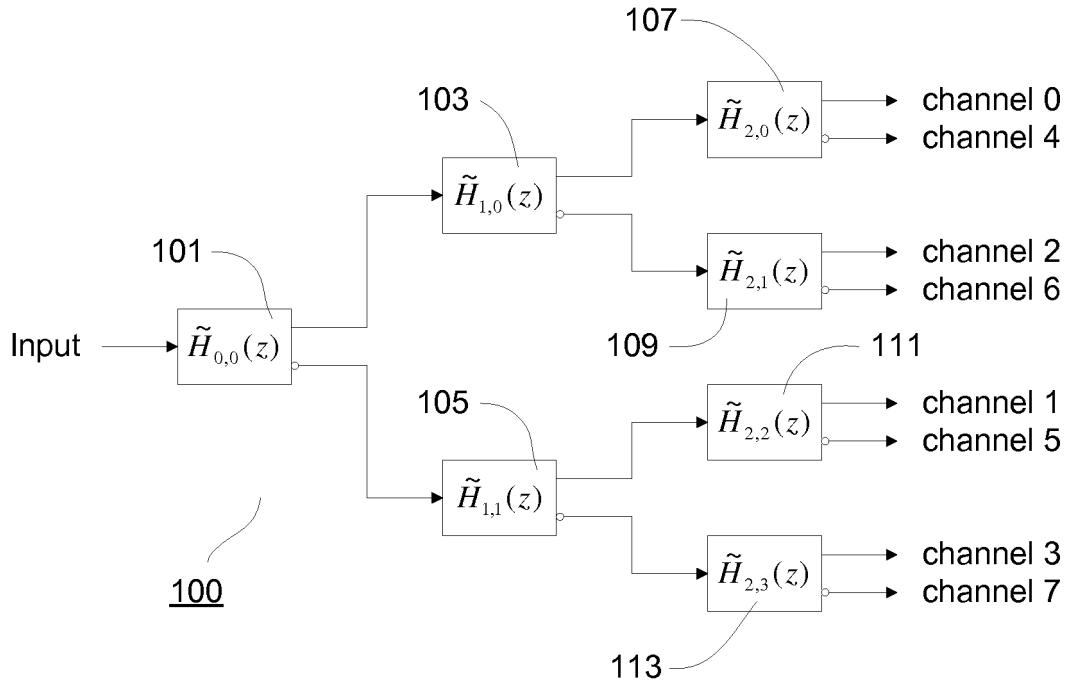 107
103
H̃2,0(z)
channel 0
channel 4
H̃1,0(z)
101
H̃2,1(z)
channel 2
channel 6
Input
H̃0,0(z)
109
111
105
H̃2,2(z)
channel 1
channel 5
H̃1,1(z)
100
H̃2,3(z)
channel 3
channel 7
113